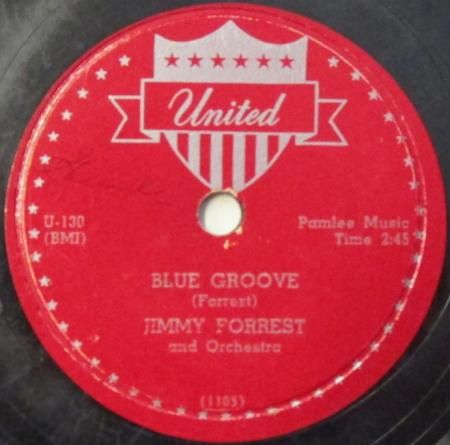 United
U-130
(BMI)
Pamlee Music
Time 2:45
BLUE GROOVE
(Forrest)
JIMMY FORREST
and Orchestra
(1105)